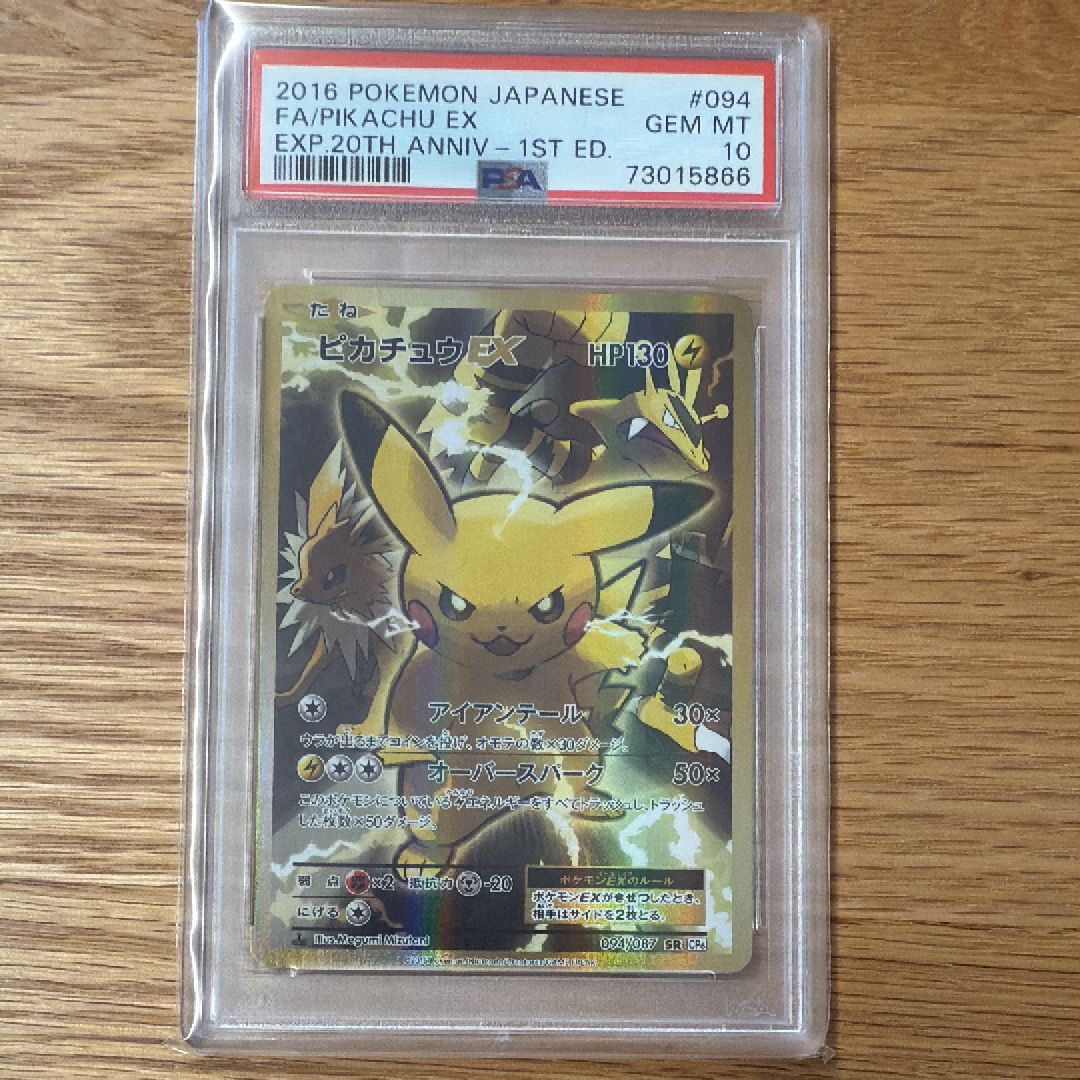 2016 POKEMON JAPANESE #094
FA/PIKACHU EX GEM MT
EXP.20TH ANNIV - 1ST ED. 10
PSA 73015866
たね
ピカチュウEX HP130
アイアンテール 30×
ウラが出るまでコインを投げ、オモテの数×30ダメージ。
オーバースパーク 50×
このポケモンについているエネルギーをすべてトラッシュし、トラッシュ
した枚数×50ダメージ。
弱点 ×2 抵抗力 -20
ポケモンEXのルール
ポケモンEXがきぜつしたとき、
相手はサイドを2枚とる。
にげる
Illus.Megumi Mizutani
094/087 SR CP6